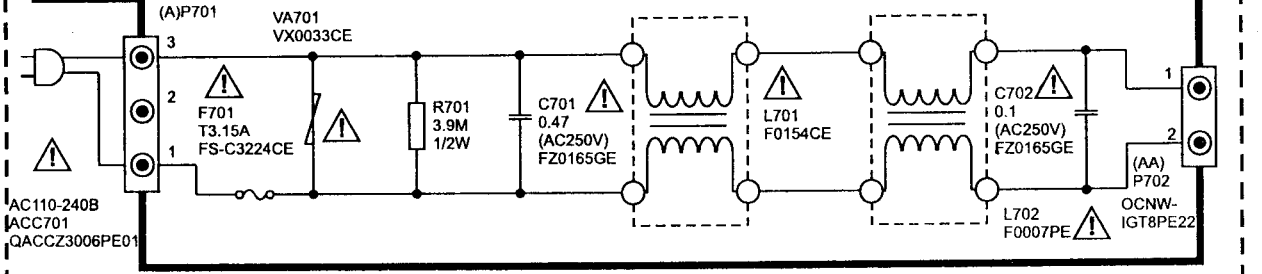 (A)P701
3
2
1
AC110-240B
ACC701
QACCZ3006PE01
F701
T3.15A
FS-C3224CE
VA701
VX0033CE
R701
3.9M
1/2W
C701
0.47
(AC250V)
FZ0165GE
L701
F0154CE
C702
0.1
(AC250V)
FZ0165GE
L702
F0007PE
1
2
(AA)
P702
OCNW-
IGT8PE22